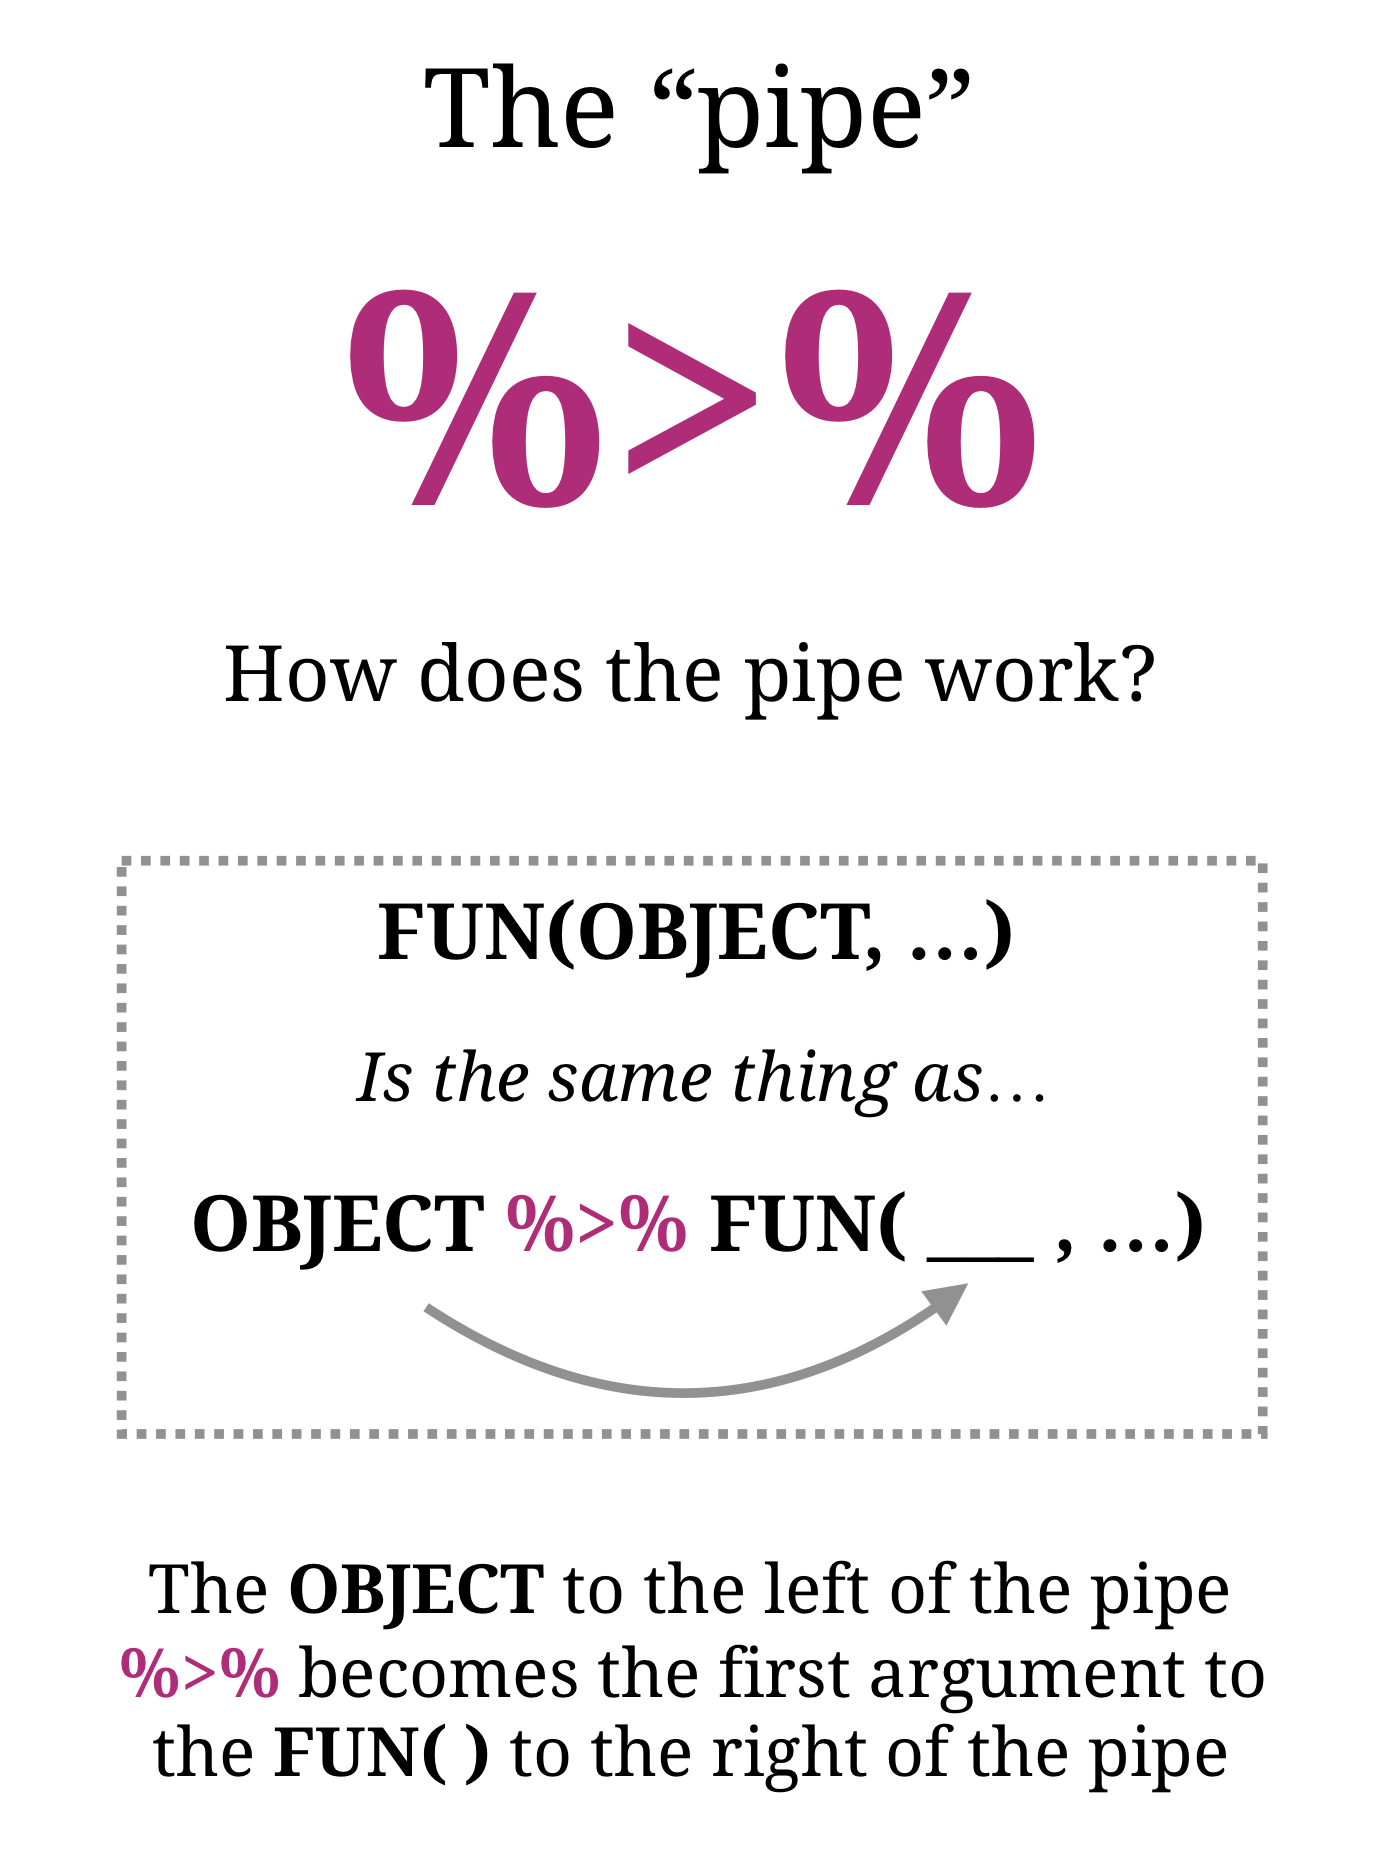 The “pipe”
%>%
How does the pipe work?
FUN(OBJECT, …)
Is the same thing as…
OBJECT %>% FUN( ___ , …)
The OBJECT to the left of the pipe
%>% becomes the first argument to
the FUN( ) to the right of the pipe